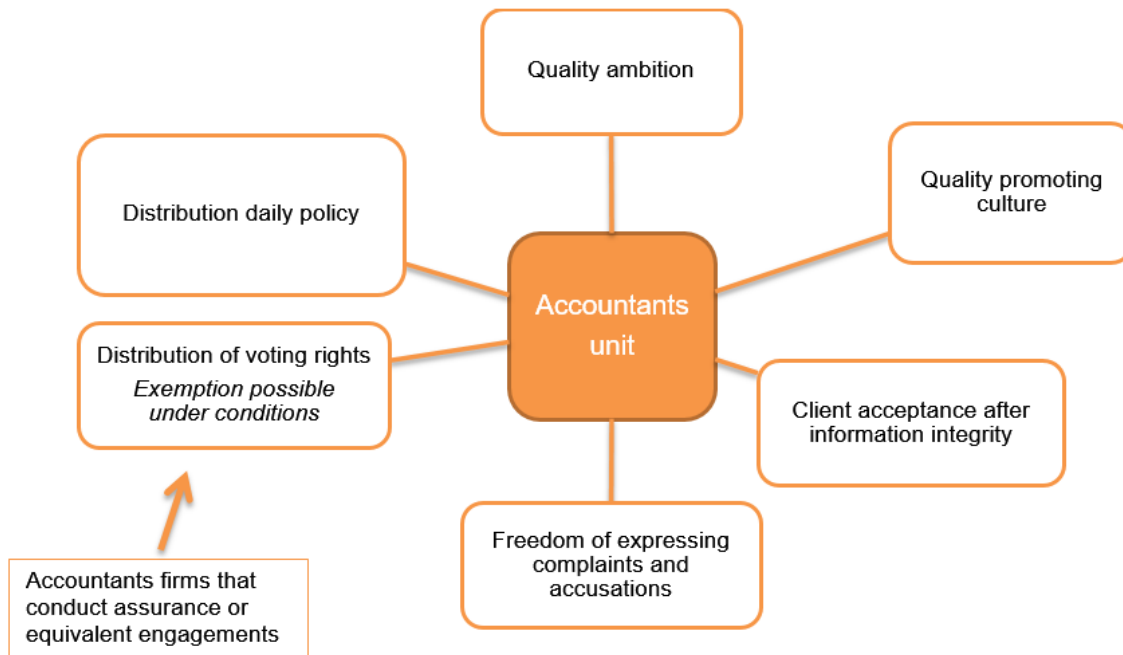 Quality ambition
Quality promoting
culture
Distribution daily policy
Accountants
unit
Distribution of voting rights
Exemption possible
under conditions
Client acceptance after
information integrity
Freedom of expressing
complaints and
accusations
Accountants firms that
conduct assurance or
equivalent engagements